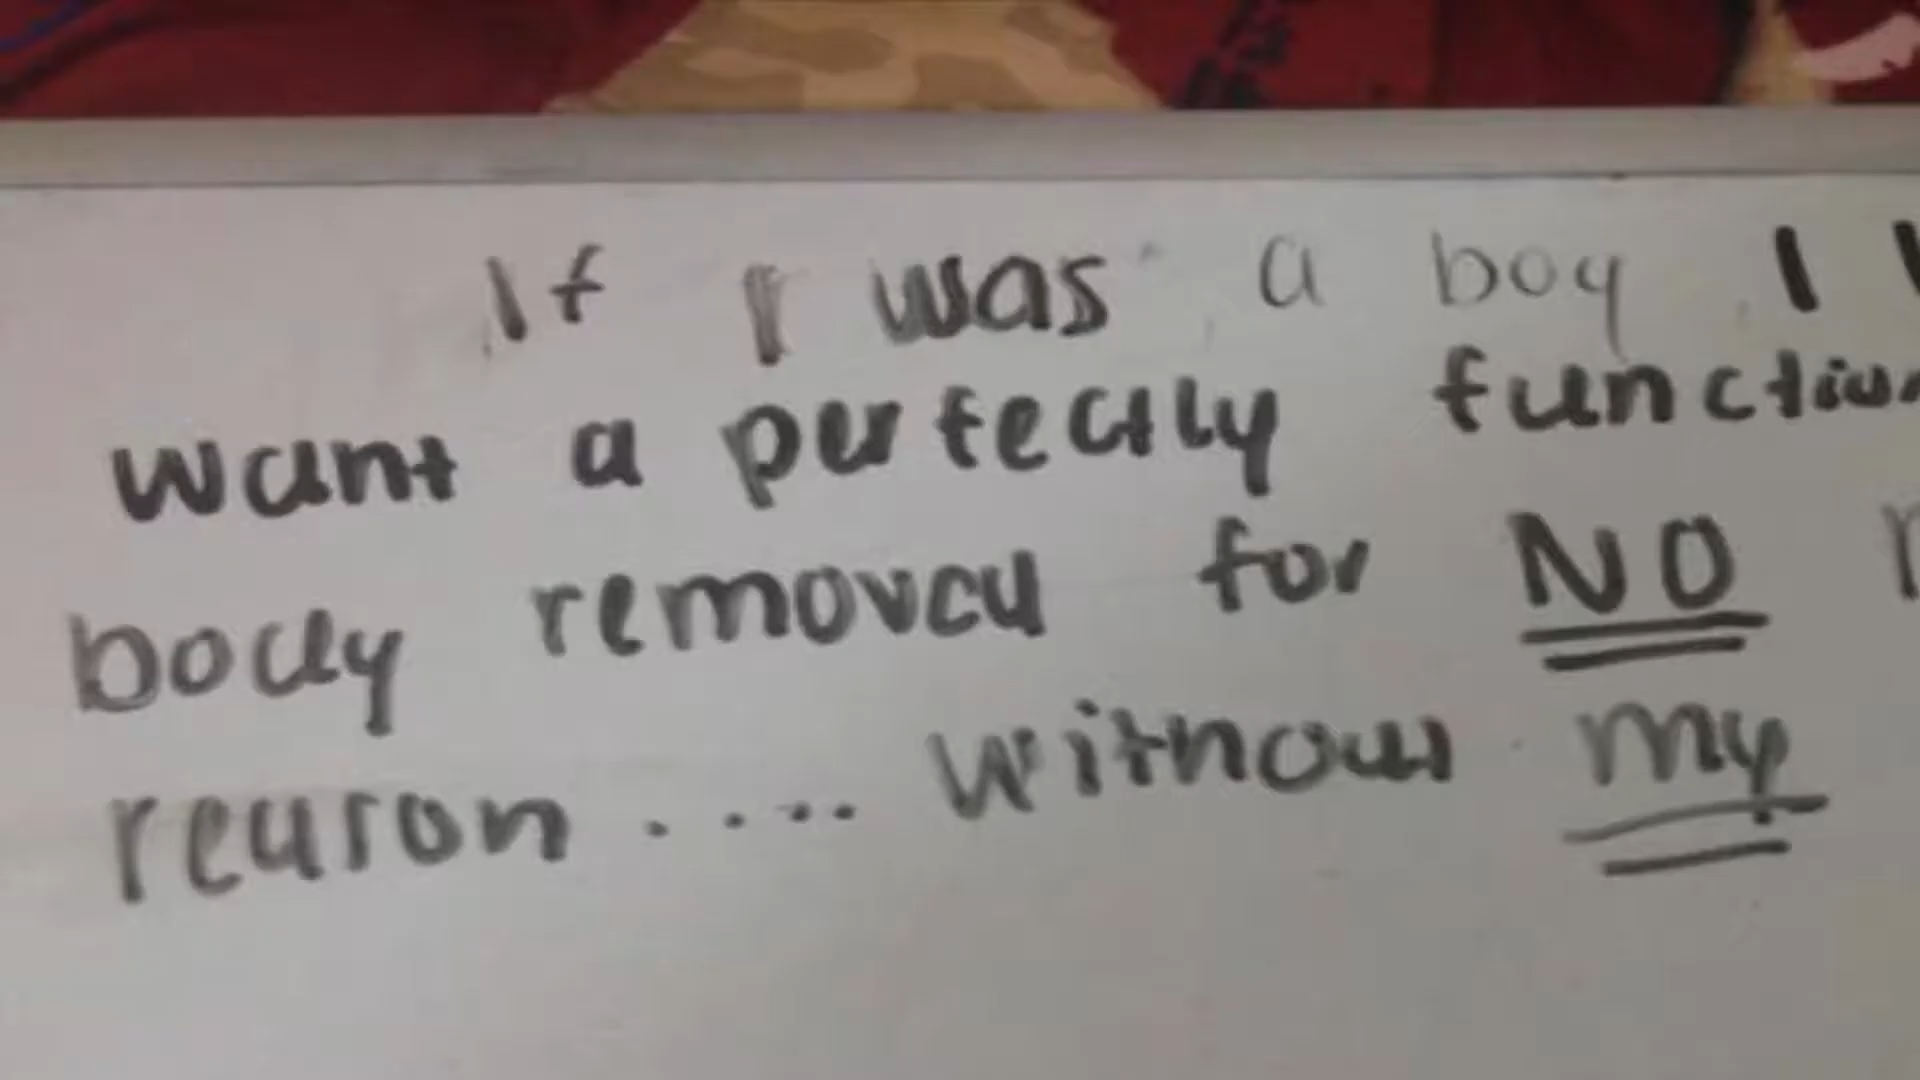 If I was a boy I
want a perfectly
body removed for NO
reason .... without my